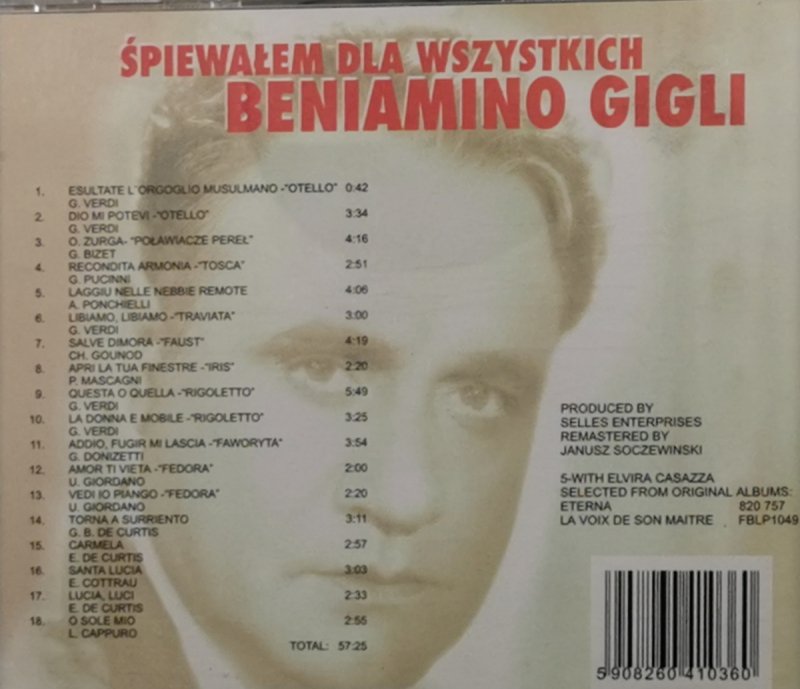 ŚPIEWAŁEM DLA WSZYSTKICH
BENIAMINO GIGLI
1. ESULTATE L'ORGOGLIO MUSULMANO -"OTELLO" 0:42
G. VERDI
2. DIO MI POTEVI -"OTELLO" 3:34
G. VERDI
3. O. ZURGA- "POŁAWIACZE PEREŁ" 4:16
G. BIZET
4. RECONDITA ARMONIA -"TOSCA" 2:51
G. PUCINNI
5. LAGGIU NELLE NEBBIE REMOTE 4:06
A. PONCHIELLI
6. LIBIAMO, LIBIAMO -"TRAVIATA" 3:00
G. VERDI
7. SALVE DIMORA -"FAUST" 4:19
CH. GOUNOD
8. APRI LA TUA FINESTRE -"IRIS" 2:20
P. MASCAGNI
9. QUESTA O QUELLA -"RIGOLETTO" 5:49
G. VERDI
10. LA DONNA E MOBILE -"RIGOLETTO" 3:25
G. VERDI
11. ADDIO, FUGIR MI LASCIA -"FAWORYTA" 3:54
G. DONIZETTI
12. AMOR TI VIETA -"FEDORA" 2:00
U. GIORDANO
13. VEDI IO PIANGO -"FEDORA" 2:20
U. GIORDANO
14. TORNA A SURRIENTO 3:11
G. B. DE CURTIS
15. CARMELA 2:57
E. DE CURTIS
16. SANTA LUCIA 3:03
E. COTTRAU
17. LUCIA, LUCI 2:33
E. DE CURTIS
18. O SOLE MIO 2:55
L. CAPPURO
TOTAL: 57:25
PRODUCED BY
SELLES ENTERPRISES
REMASTERED BY
JANUSZ SOCZEWINSKI
5-WITH ELVIRA CASAZZA
SELECTED FROM ORIGINAL ALBUMS:
ETERNA 820 757
LA VOIX DE SON MAITRE FBLP1049
5 908260 410360